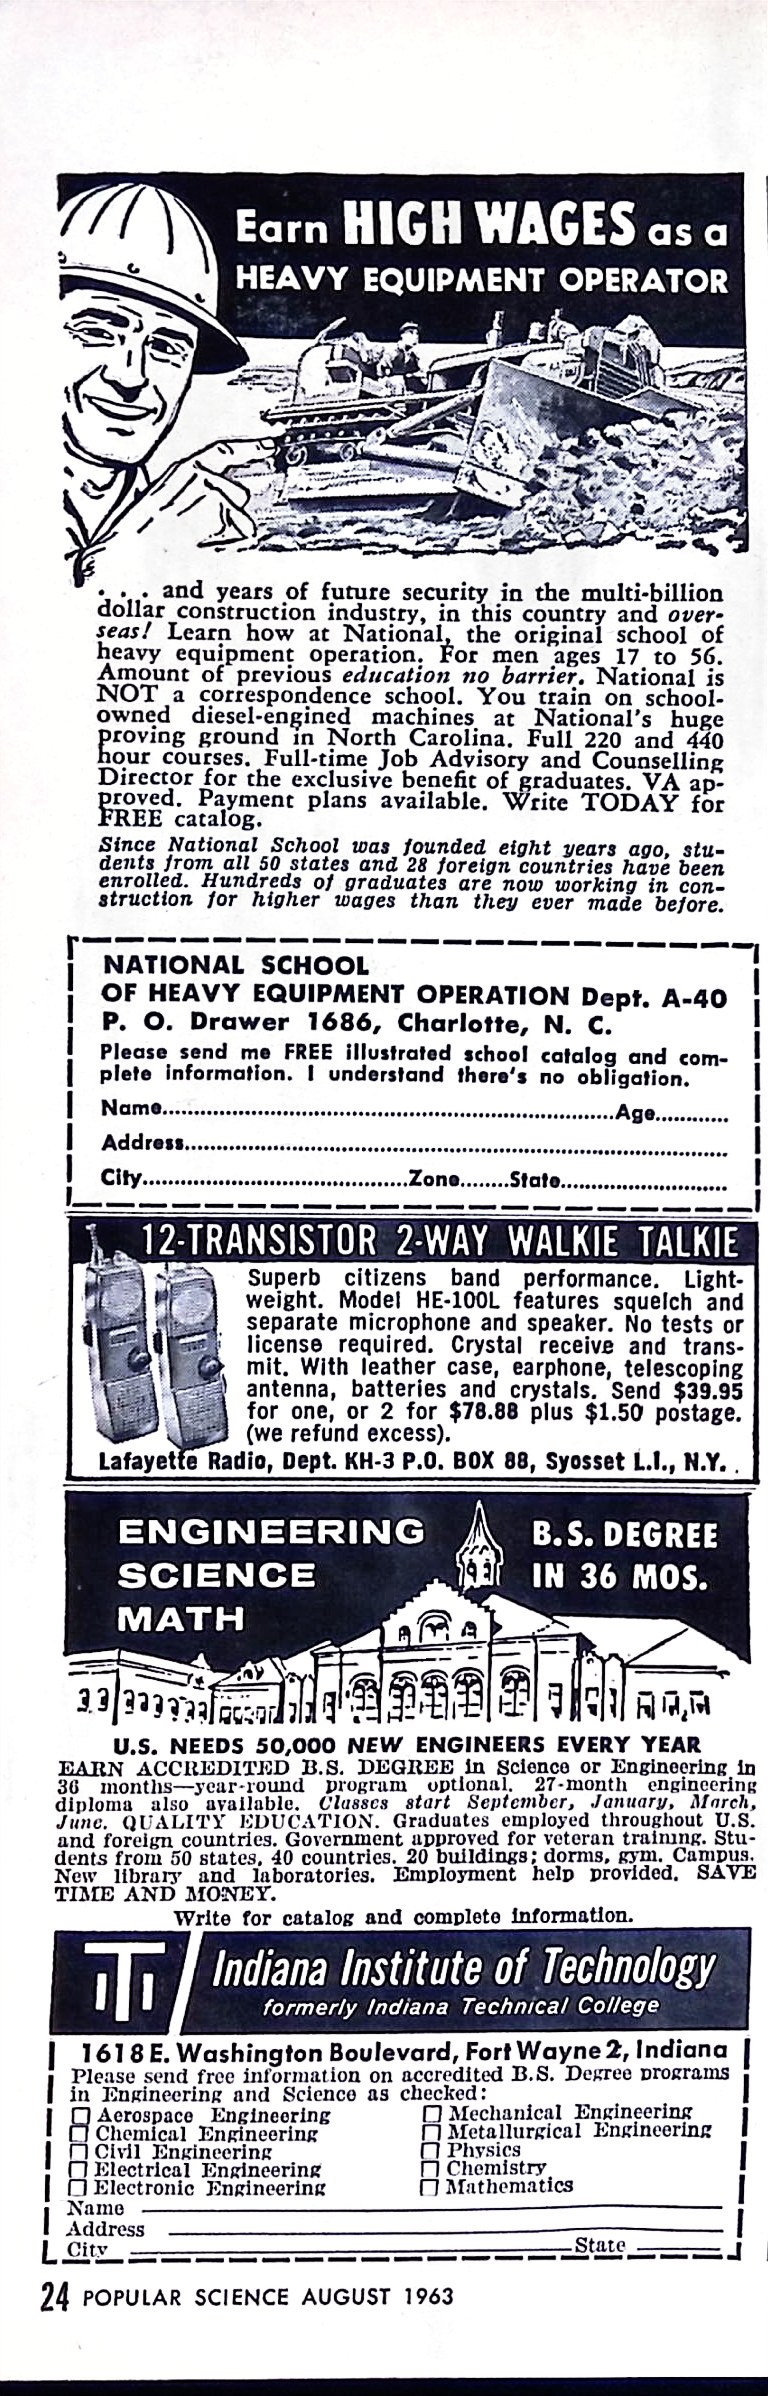 Earn HIGH WAGES as a
HEAVY EQUIPMENT OPERATOR
. . . and years of future security in the multi-billion
dollar construction industry, in this country and over-
seas! Learn how at National, the original school of
heavy equipment operation. For men ages 17 to 56.
Amount of previous education no barrier. National is
NOT a correspondence school. You train on school-
owned diesel-engined machines at National's huge
proving ground in North Carolina. Full 220 and 440
hour courses. Full-time Job Advisory and Counselling
Director for the exclusive benefit of graduates. VA ap-
proved. Payment plans available. Write TODAY for
FREE catalog.
Since National School was founded eight years ago, stu-
dents from all 50 states and 28 foreign countries have been
enrolled. Hundreds of graduates are now working in con-
struction for higher wages than they ever made before.
NATIONAL SCHOOL
OF HEAVY EQUIPMENT OPERATION Dept. A-40
P. O. Drawer 1686, Charlotte, N. C.
Please send me FREE illustrated school catalog and com-
plete information. I understand there's no obligation.
Name.....................................................................Age...........
Address...................................................................................
City.........................................Zone........State..........................
12-TRANSISTOR 2-WAY WALKIE TALKIE
Superb citizens band performance. Light-
weight. Model HE-100L features squelch and
separate microphone and speaker. No tests or
license required. Crystal receive and trans-
mit. With leather case, earphone, telescoping
antenna, batteries and crystals. Send $39.95
for one, or 2 for $78.88 plus $1.50 postage.
(we refund excess).
Lafayette Radio, Dept. KH-3 P.O. BOX 88, Syosset L.I., N.Y.
ENGINEERING
SCIENCE
MATH
B.S. DEGREE
IN 36 MOS.
U.S. NEEDS 50,000 NEW ENGINEERS EVERY YEAR
EARN ACCREDITED B.S. DEGREE in Science or Engineering in
36 months—year-round program optional. 27-month engineering
diploma also available. Classes start September, January, March,
June. QUALITY EDUCATION. Graduates employed throughout U.S.
and foreign countries. Government approved for veteran training. Stu-
dents from 50 states, 40 countries. 20 buildings; dorms, gym. Campus.
New library and laboratories. Employment help provided. SAVE
TIME AND MONEY.
Write for catalog and complete information.
ITI
Indiana Institute of Technology
formerly Indiana Technical College
1618 E. Washington Boulevard, Fort Wayne 2, Indiana
Please send free information on accredited B.S. Degree programs
in Engineering and Science as checked:
☐ Aerospace Engineering ☐ Mechanical Engineering
☐ Chemical Engineering ☐ Metallurgical Engineering
☐ Civil Engineering ☐ Physics
☐ Electrical Engineering ☐ Chemistry
☐ Electronic Engineering ☐ Mathematics
Name
Address
City State
24 POPULAR SCIENCE AUGUST 1963